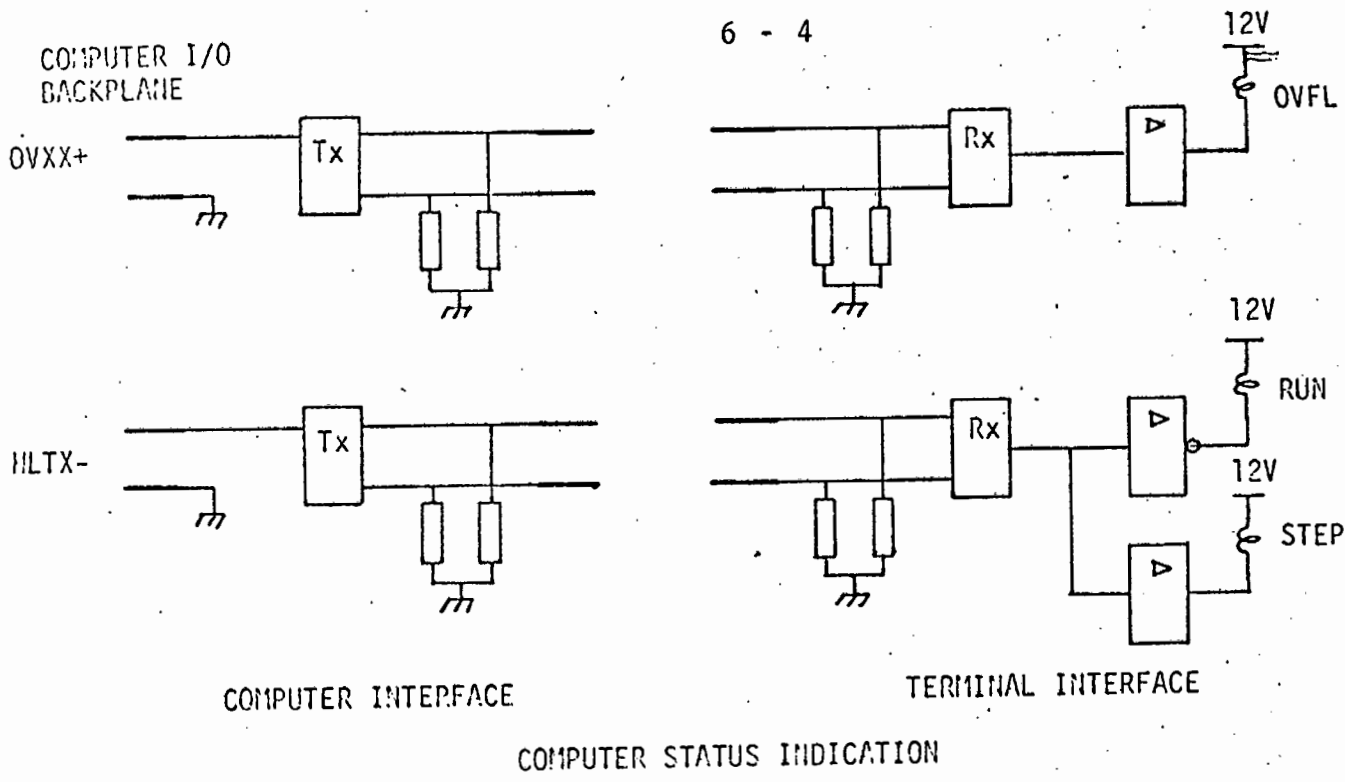 6 - 4
COMPUTER I/O
BACKPLANE
12V
OVFL
OVXX+
Tx
Rx
12V
RUN
HLTX-
Tx
Rx
12V
STEP
COMPUTER INTERFACE
TERMINAL INTERFACE
COMPUTER STATUS INDICATION